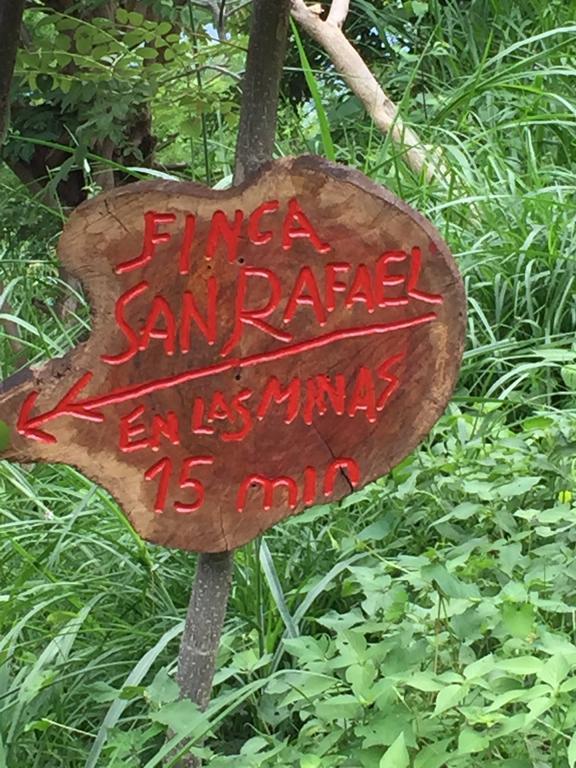 FINCA
SAN RAFAEL
EN LAS MINAS
15 min